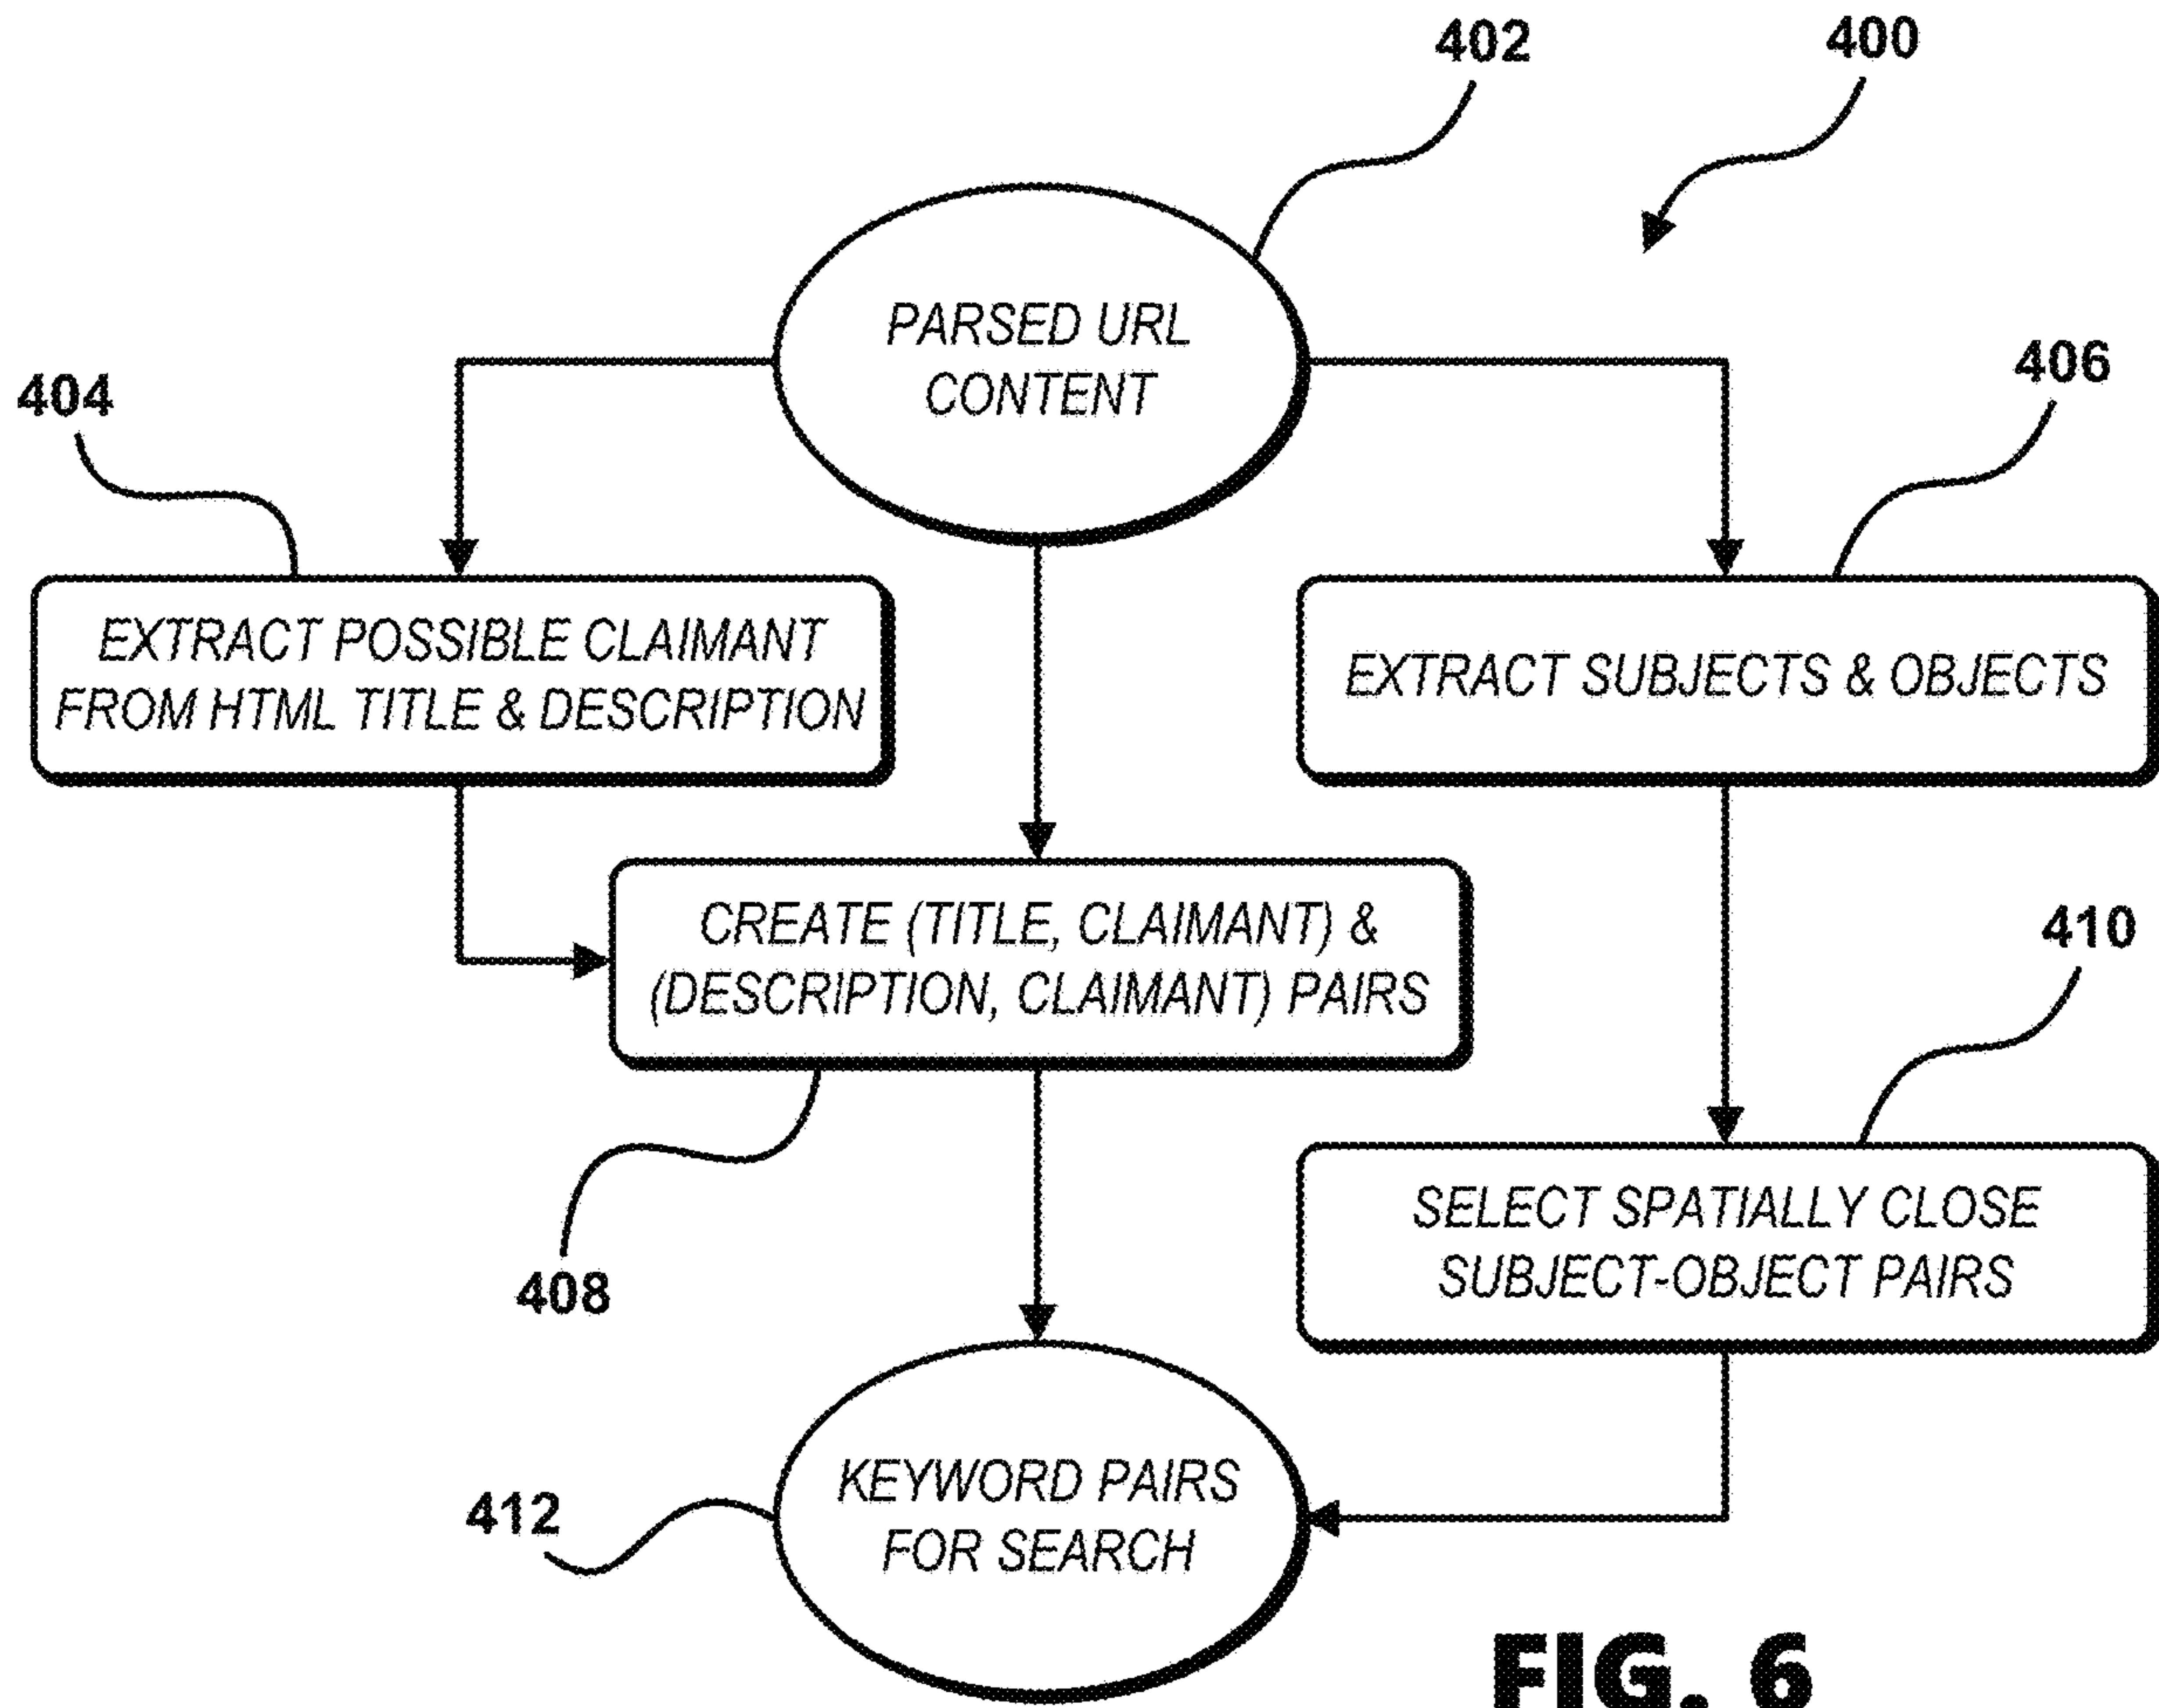 402
400
PARSED URL
CONTENT
404
406
EXTRACT POSSIBLE CLAIMANT
FROM HTML TITLE & DESCRIPTION
EXTRACT SUBJECTS & OBJECTS
CREATE (TITLE, CLAIMANT) &
(DESCRIPTION, CLAIMANT) PAIRS
410
408
SELECT SPATIALLY CLOSE
SUBJECT-OBJECT PAIRS
412
KEYWORD PAIRS
FOR SEARCH
FIG. 6